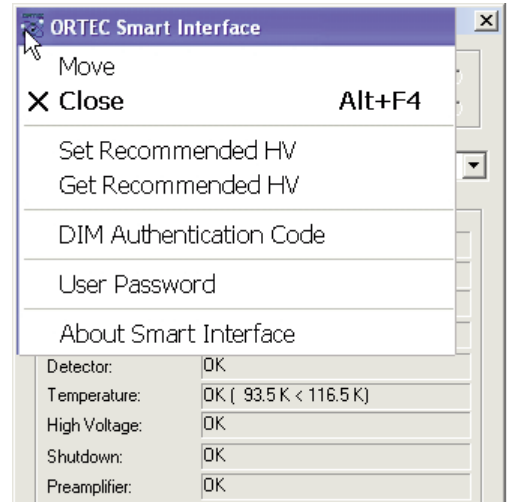 ORTEC Smart Interface
Move
Close Alt+F4
Set Recommended HV
Get Recommended HV
DIM Authentication Code
User Password
About Smart Interface
Detector: OK
Temperature: OK ( 93.5 K < 116.5 K)
High Voltage: OK
Shutdown: OK
Preamplifier: OK